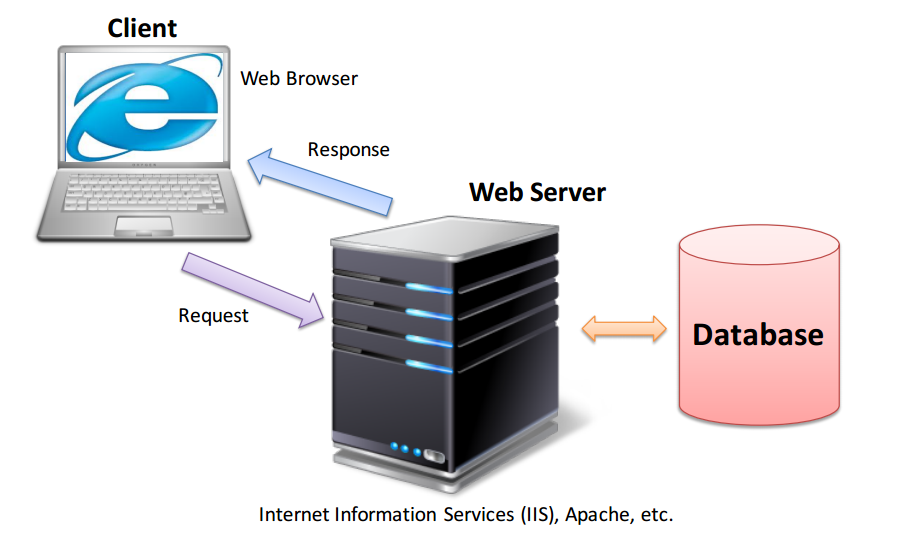 Client
Web Browser
Response
Web Server
Request
Database
Internet Information Services (IIS), Apache, etc.